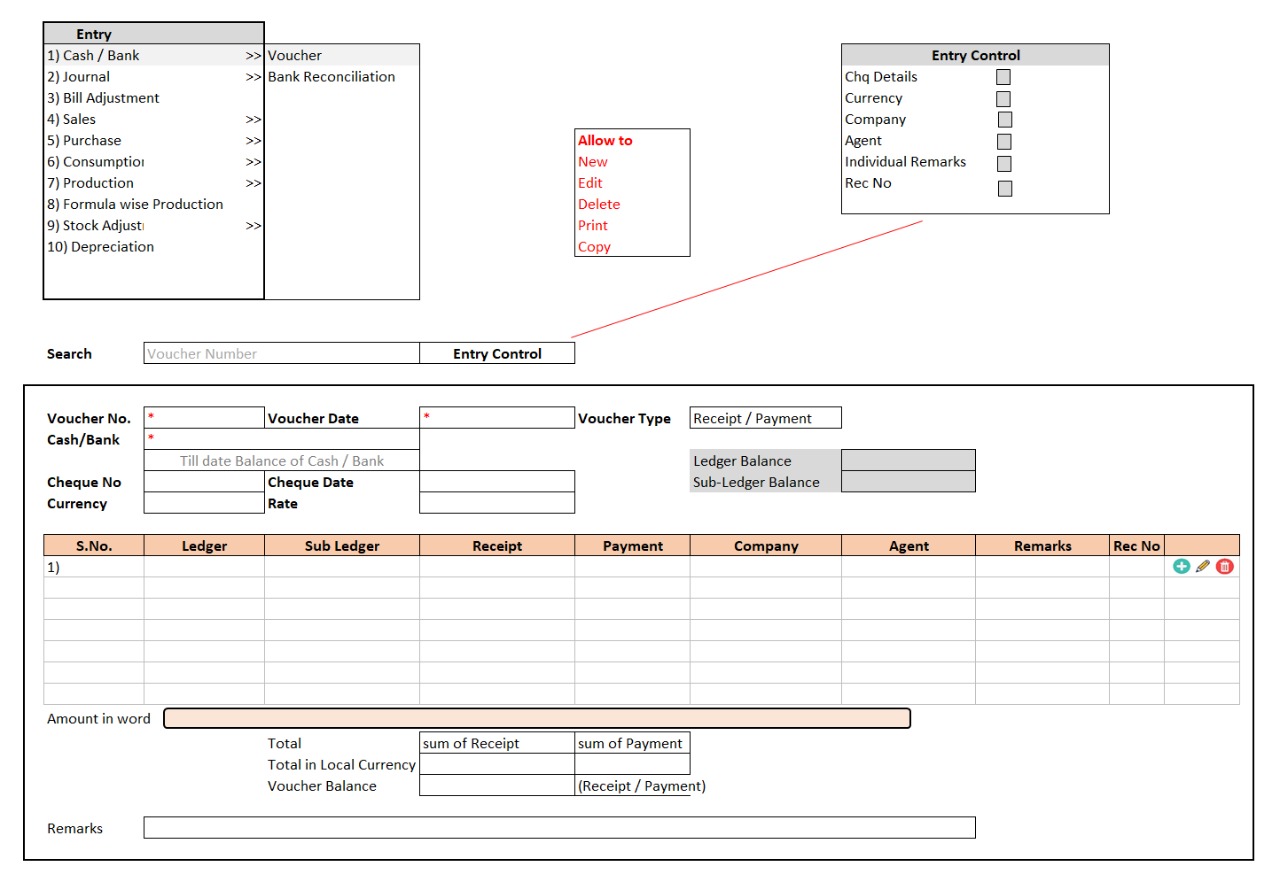 Entry
1) Cash / Bank >> Voucher
2) Journal >> Bank Reconciliation
3) Bill Adjustment
4) Sales >>
5) Purchase >>
6) Consumption >>
7) Production >>
8) Formula wise Production
9) Stock Adjust >>
10) Depreciation
Allow to
New
Edit
Delete
Print
Copy
Entry Control
Chq Details
Currency
Company
Agent
Individual Remarks
Rec No
Search Voucher Number Entry Control
Voucher No. * Voucher Date * Voucher Type Receipt / Payment
Cash/Bank *
Till date Balance of Cash / Bank Ledger Balance
Cheque No Cheque Date Sub-Ledger Balance
Currency Rate
S.No. Ledger Sub Ledger Receipt Payment Company Agent Remarks Rec No
1)
Amount in word
Total sum of Receipt sum of Payment
Total in Local Currency
Voucher Balance (Receipt / Payment)
Remarks